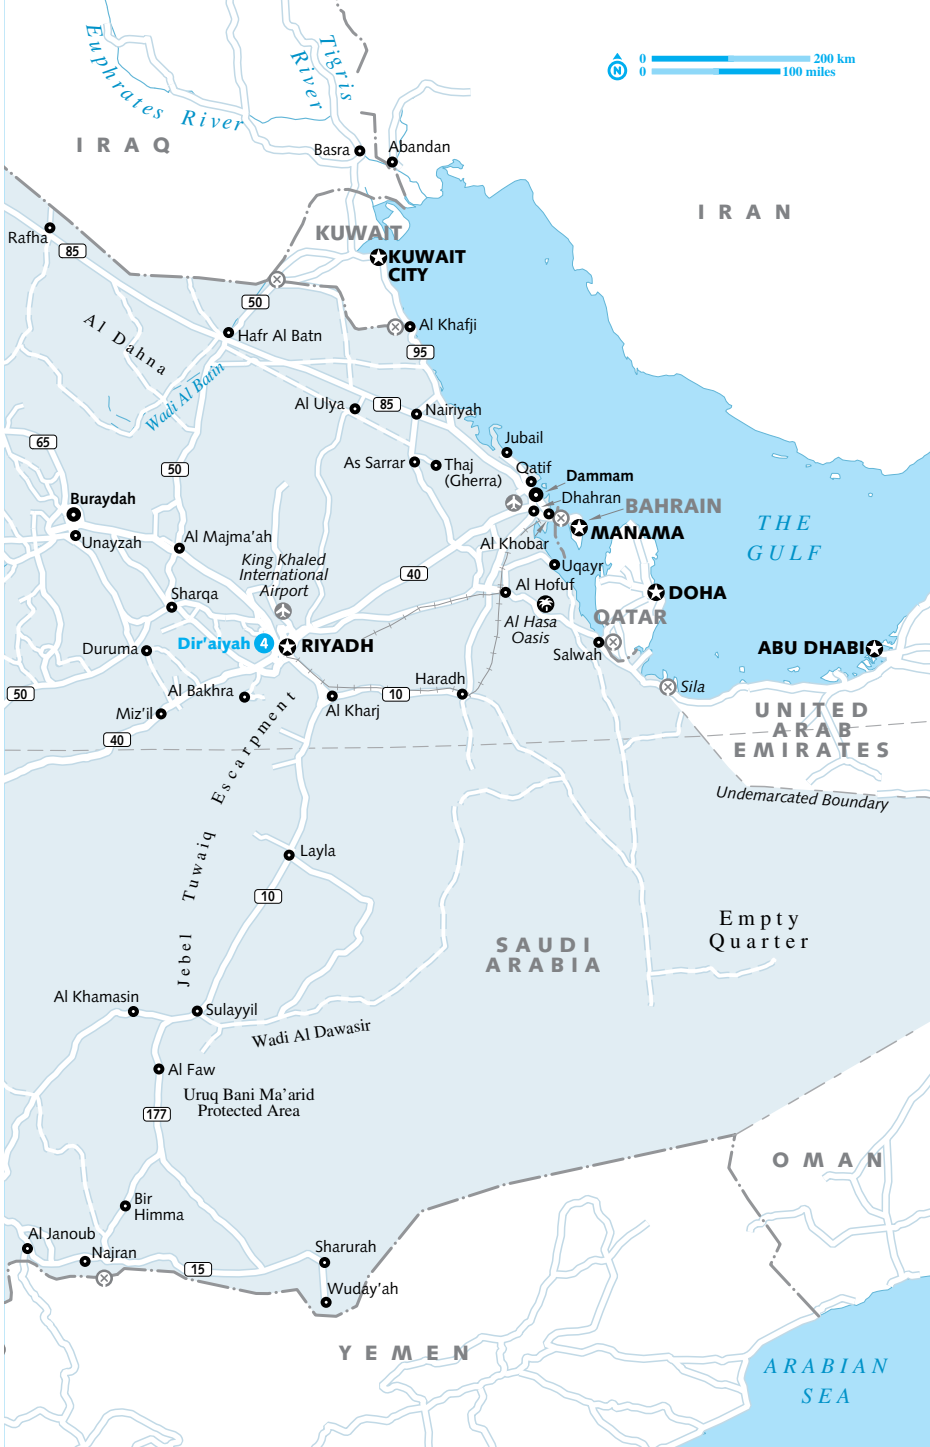 Euphrates River
Tigris
River
0 200 km
N
0 100 miles
IRAQ
Basra
Abandan
IRAN
Rafha
85
KUWAIT
KUWAIT
CITY
50
Al Khafji
Al Dahna
Hafr Al Batn
95
Wadi Al Batin
Al Ulya
85
Nairiyah
65
Jubail
50
As Sarrar
Thaj
(Gherra)
Qatif
Dammam
Buraydah
Dhahran
BAHRAIN
MANAMA
THE
GULF
Unayzah
Al Majma'ah
Al Khobar
King Khaled
International
Airport
40
Uqayr
Al Hofuf
Sharqa
DOHA
QATAR
Al Hasa
Oasis
Dir'aiyah 4
RIYADH
Duruma
Salwah
ABU DHABI
50
Al Bakhra
Haradh
10
Sila
Miz'il
Al Kharj
UNITED
ARAB
EMIRATES
40
Jebel Tuwaiq Escarpment
Undemarcated Boundary
Layla
10
Empty
Quarter
SAUDI
ARABIA
Al Khamasin
Sulayyil
Wadi Al Dawasir
Al Faw
Uruq Bani Ma'arid
Protected Area
177
OMAN
Bir
Himma
Al Janoub
Najran
Sharurah
15
Wuday'ah
YEMEN
ARABIAN
SEA